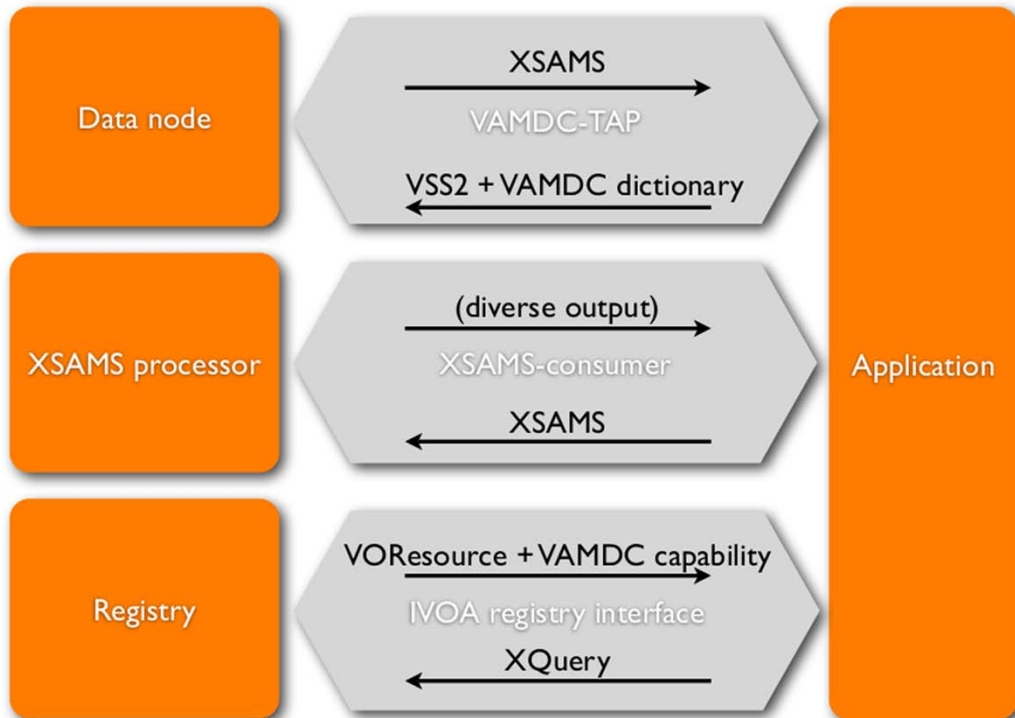 XSAMS
Data node
VAMDC-TAP
VSS2 + VAMDC dictionary
(diverse output)
XSAMS processor
XSAMS-consumer
Application
XSAMS
VOResource + VAMDC capability
Registry
IVOA registry interface
XQuery